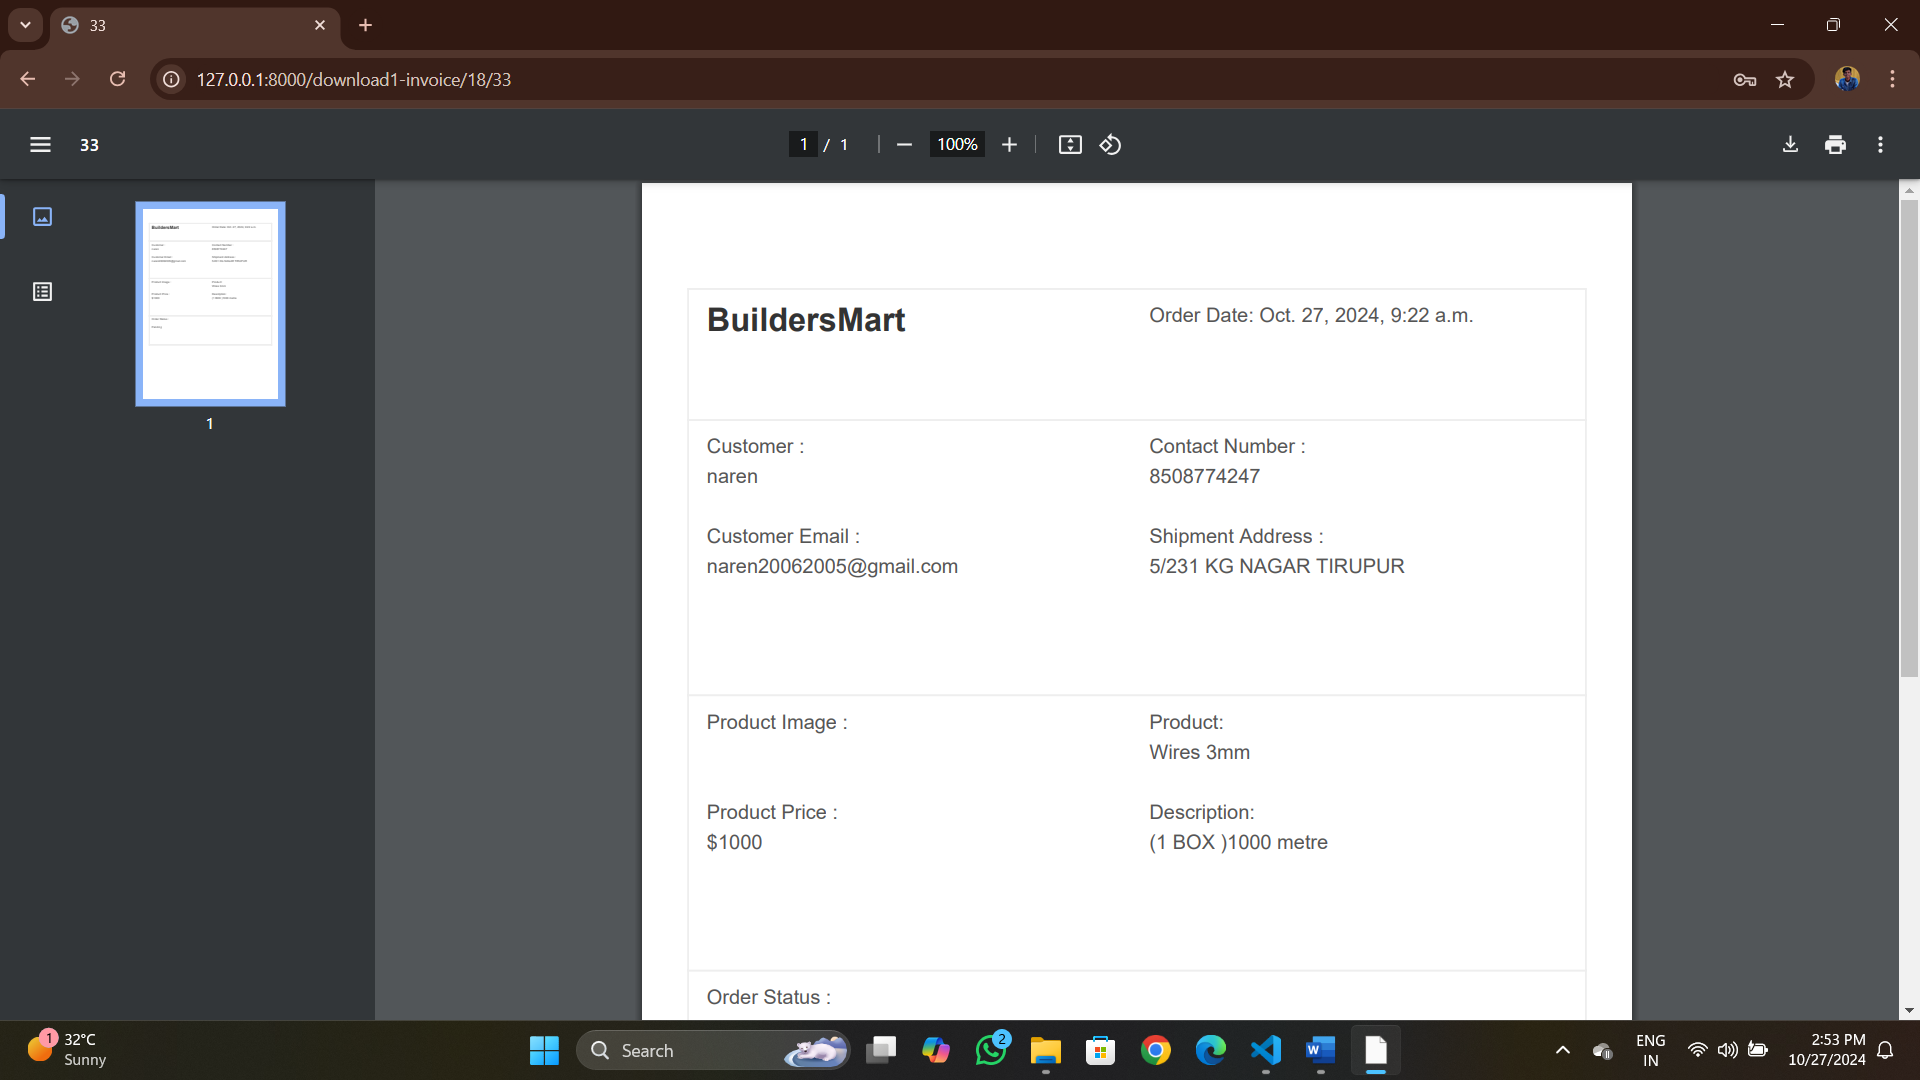 33
127.0.0.1:8000/download1-invoice/18/33
33
1 / 1
100%
1
BuildersMart
Order Date: Oct. 27, 2024, 9:22 a.m.
Customer :
naren
Contact Number :
8508774247
Customer Email :
naren20062005@gmail.com
Shipment Address :
5/231 KG NAGAR TIRUPUR
Product Image :
Product:
Wires 3mm
Product Price :
$1000
Description:
(1 BOX )1000 metre
Order Status :
1
32°C
Sunny
Search
2
W
ENG
IN
2:53 PM
10/27/2024